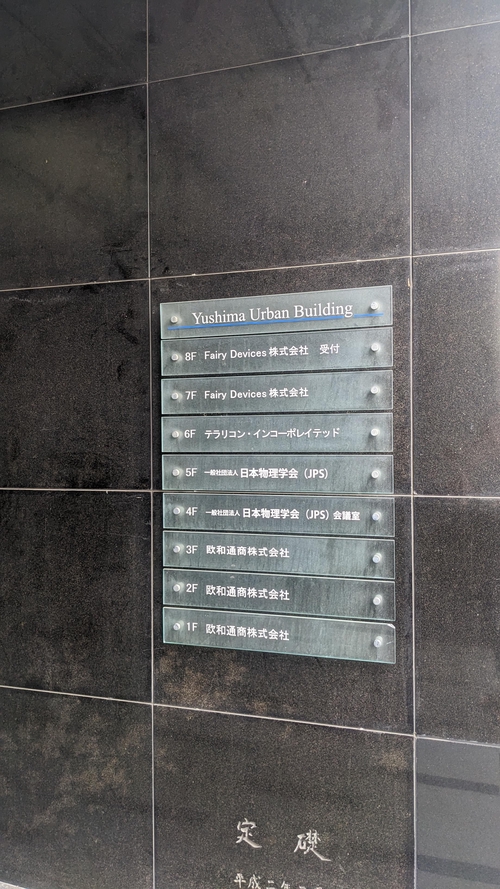 Yushima Urban Building
8F Fairy Devices 株式会社 受付
7F Fairy Devices 株式会社
6F テラリコン・インコーポレイテッド
5F 一般社団法人 日本物理学会（JPS）
4F 一般社団法人 日本物理学会（JPS）会議室
3F 欧和通商株式会社
2F 欧和通商株式会社
1F 欧和通商株式会社
定礎
平成二年